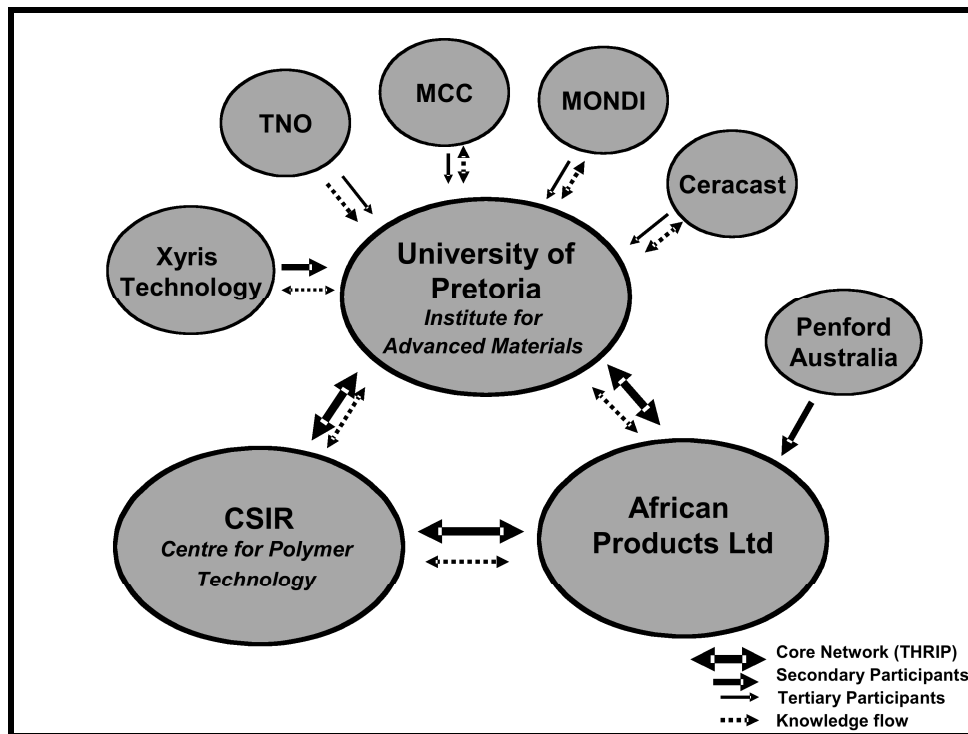 MCC
MONDI
TNO
Ceracast
Xyris
Technology
University of
Pretoria
Institute for
Advanced Materials
Penford
Australia
CSIR
Centre for Polymer
Technology
African
Products Ltd
Core Network (THRIP)
Secondary Participants
Tertiary Participants
Knowledge flow